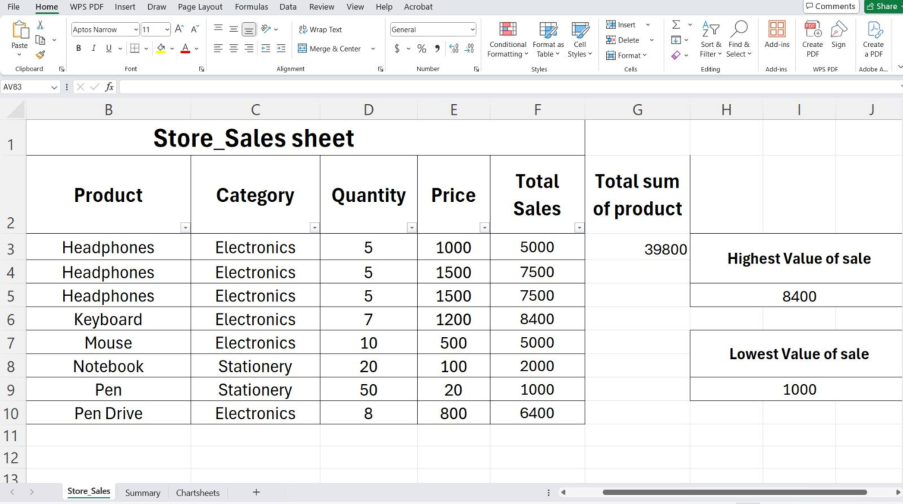 File Home WPS PDF Insert Draw Page Layout Formulas Data Review View Help Acrobat Comments Share
Paste
Clipboard
Aptos Narrow 11 A A
B I U A
Font
Wrap Text
Merge & Center
Alignment
General
$ % 9
Number
Conditional Formatting
Format as Table
Cell Styles
Styles
Insert
Delete
Format
Cells
Sort & Filter
Find & Select
Editing
Add-ins
Add-ins
Create PDF
Sign
WPS PDF
Create a PDF
Adobe A...
AV83 fx
B C D E F G H I J
1 Store_Sales sheet
2 Product Category Quantity Price Total Sales Total sum of product
3 Headphones Electronics 5 1000 5000 39800
Highest Value of sale
4 Headphones Electronics 5 1500 7500
5 Headphones Electronics 5 1500 7500 8400
6 Keyboard Electronics 7 1200 8400
7 Mouse Electronics 10 500 5000
Lowest Value of sale
8 Notebook Stationery 20 100 2000
9 Pen Stationery 50 20 1000 1000
10 Pen Drive Electronics 8 800 6400
11
12
13
Store_Sales Summary Chartsheets +